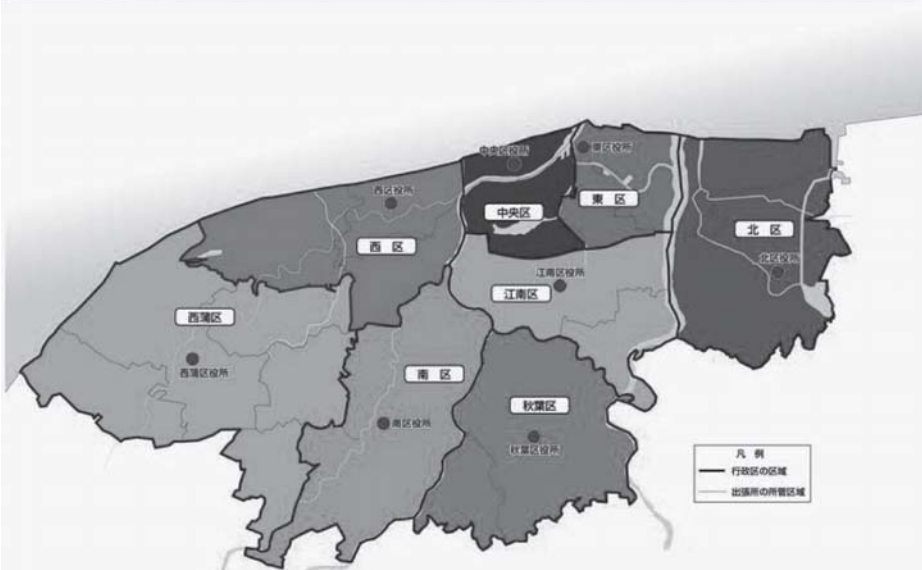 中央区役所
東区役所
西区役所
中央区
東 区
西 区
北 区
北区役所
江南区役所
江南区
西蒲区
西蒲区役所
南 区
秋葉区
南区役所
秋葉区役所
凡 例
行政区の区域
出張所の所管区域